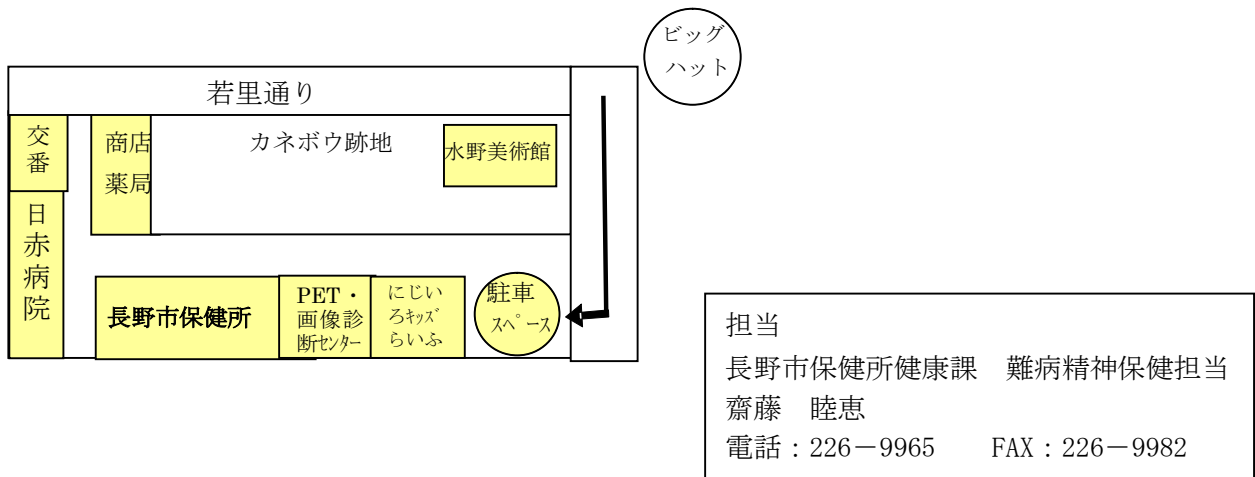 ビッグ
ハット
若里通り
交
番
商店
薬局
カネボウ跡地
水野美術館
日
赤
病
院
長野市保健所
PET・
画像診
断ｾﾝﾀｰ
にじい
ろｷｯｽﾞ
らいふ
駐車
ｽﾍﾟｰｽ
担当
長野市保健所健康課　難病精神保健担当
齋藤　睦恵
電話：226－9965　　FAX：226－9982